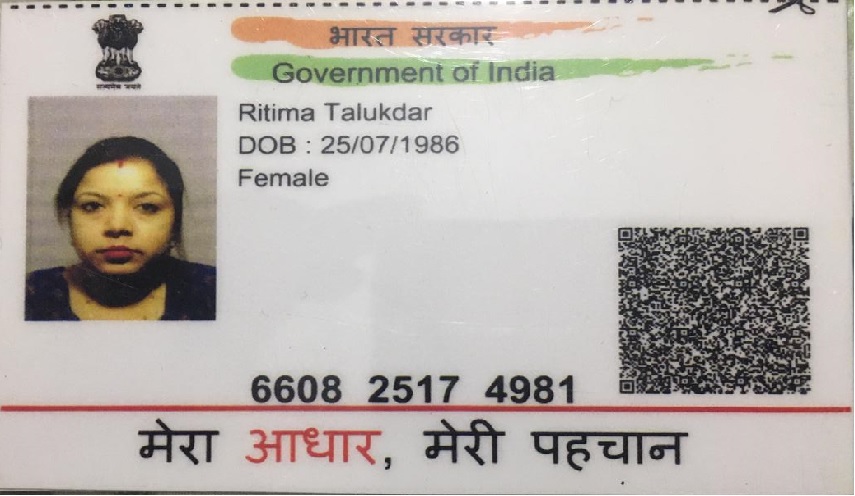 भारत सरकार
Government of India
सत्यमेव जयते
Ritima Talukdar
DOB : 25/07/1986
Female
6608 2517 4981
मेरा आधार, मेरी पहचान